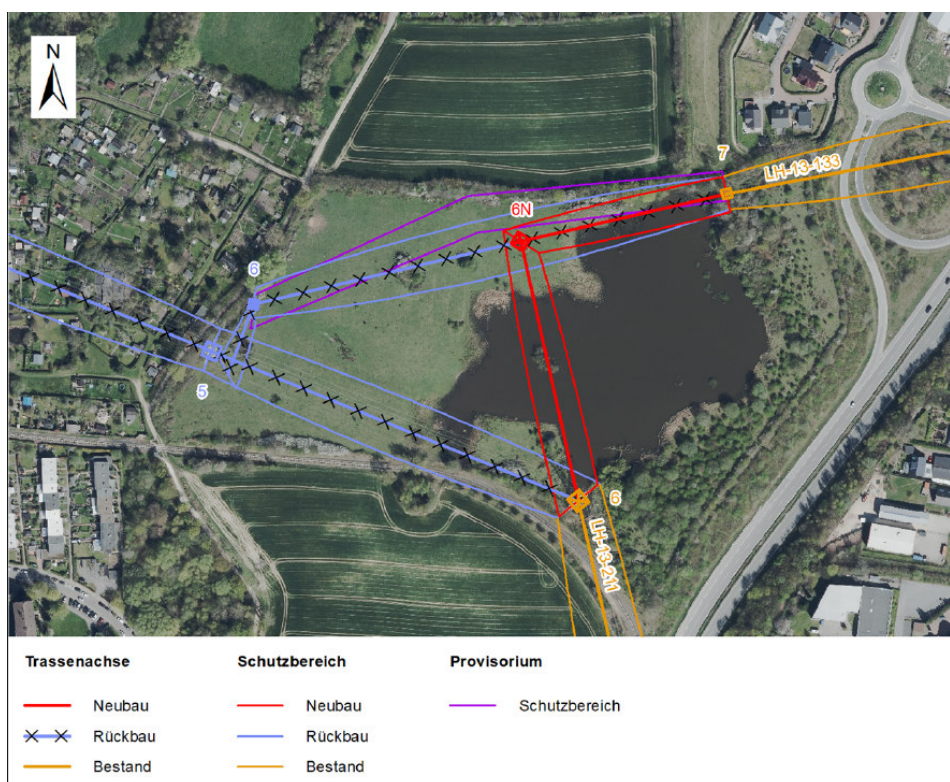 N
7
LH-13-133
6N
6
5
6
LH-13-211
Trassenachse Schutzbereich Provisorium
Neubau Neubau Schutzbereich
Rückbau Rückbau
Bestand Bestand